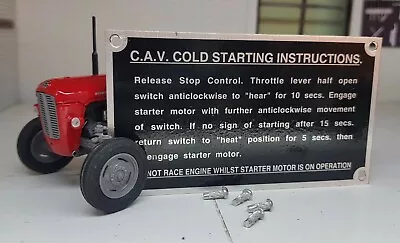 C.A.V. COLD STARTING INSTRUCTIONS.
Release Stop Control. Throttle lever half open
switch anticlockwise to "hear" for 10 secs. Engage
starter motor with further anticlockwise movement
of switch. If no sign of starting after 15 secs.
return switch to "heat" position for 5 secs. then
engage starter motor.
NOT RACE ENGINE WHILST STARTER MOTOR IS ON OPERATION